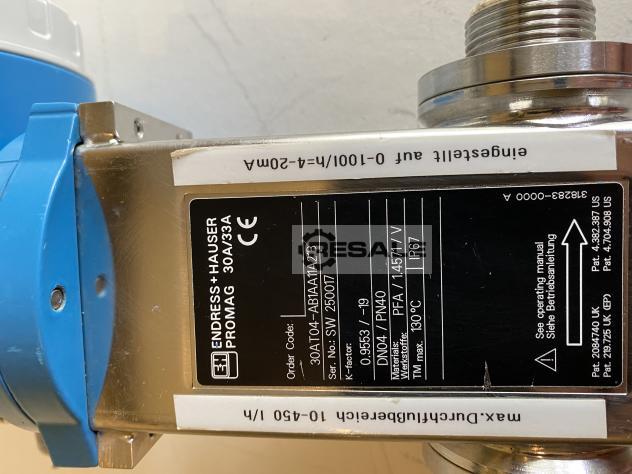 eingestellt auf 0-100l/h=4-20mA
E+H
ENDRESS+HAUSER
PROMAG 30A/33A
CE
Order Code:
30AT04-AB1AA11A21B
Ser. No.: SW 250017
K-factor:
0.9553 / -19
DN04 / PN40
Materials:
Werkstoffe: PFA / 1.4571 / V
TM max. 130 °C IP67
See operating manual
Siehe Betriebsanleitung
Pat. 2084740 UK Pat. 4.382.387 US
Pat. 219.725 UK (EP) Pat. 4.704.908 US
318283-0000 A
max.Durchflußbereich 10-450 l/h